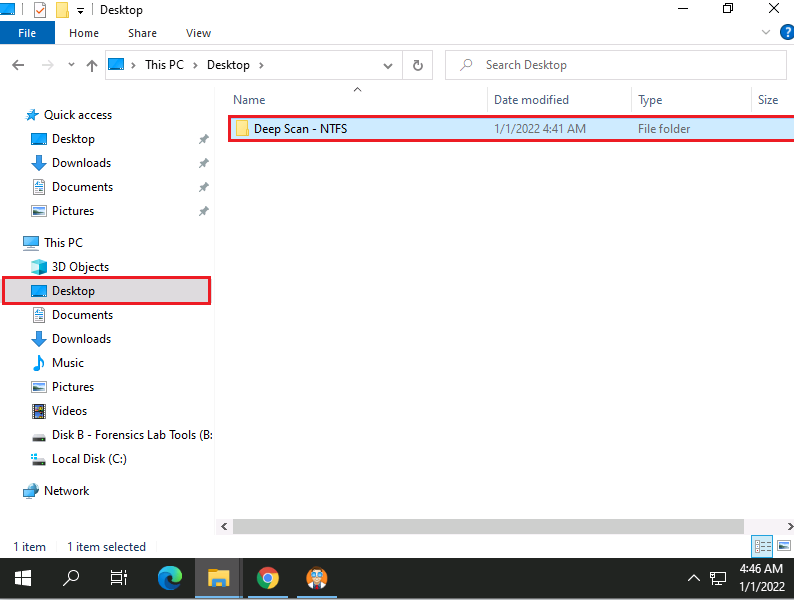 Desktop
File Home Share View
This PC Desktop
Search Desktop
Name Date modified Type Size
Deep Scan - NTFS 1/1/2022 4:41 AM File folder
Quick access
Desktop
Downloads
Documents
Pictures
This PC
3D Objects
Desktop
Documents
Downloads
Music
Pictures
Videos
Disk B - Forensics Lab Tools (B:
Local Disk (C:)
Network
1 item 1 item selected
4:46 AM
1/1/2022